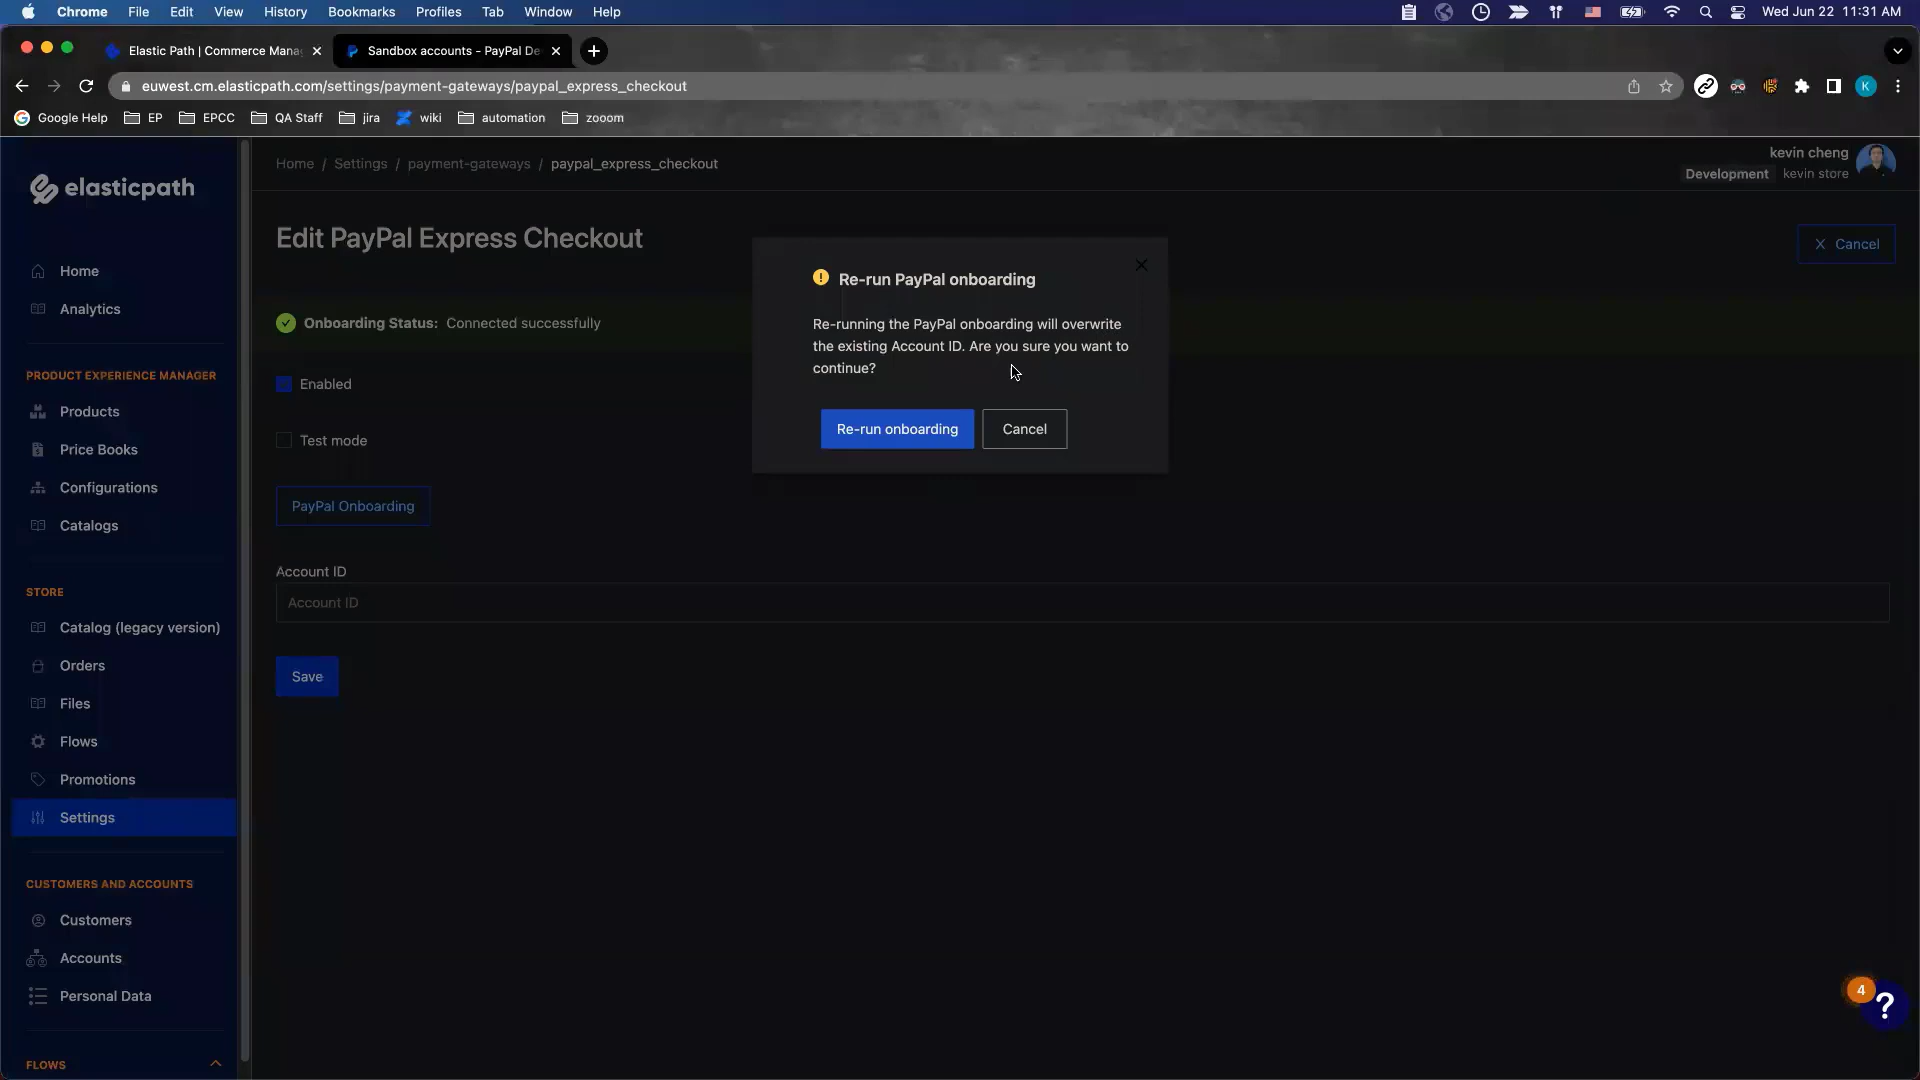 Chrome File Edit View History Bookmarks Profiles Tab Window Help Wed Jun 22 11:31 AM
Elastic Path | Commerce Mana Sandbox accounts - PayPal De
euwest.cm.elasticpath.com/settings/payment-gateways/paypal_express_checkout K
Google Help EP EPCC QA Staff jira wiki automation zooom
elasticpath
Home
Analytics
PRODUCT EXPERIENCE MANAGER
Products
Price Books
Configurations
Catalogs
STORE
Catalog (legacy version)
Orders
Files
Flows
Promotions
Settings
CUSTOMERS AND ACCOUNTS
Customers
Accounts
Personal Data
FLOWS
Home / Settings / payment-gateways / paypal_express_checkout
kevin cheng
Development kevin store
Edit PayPal Express Checkout
X Cancel
Onboarding Status: Connected successfully
Enabled
Test mode
PayPal Onboarding
Account ID
Account ID
Save
Re-run PayPal onboarding
Re-running the PayPal onboarding will overwrite
the existing Account ID. Are you sure you want to
continue?
Re-run onboarding Cancel
4
?